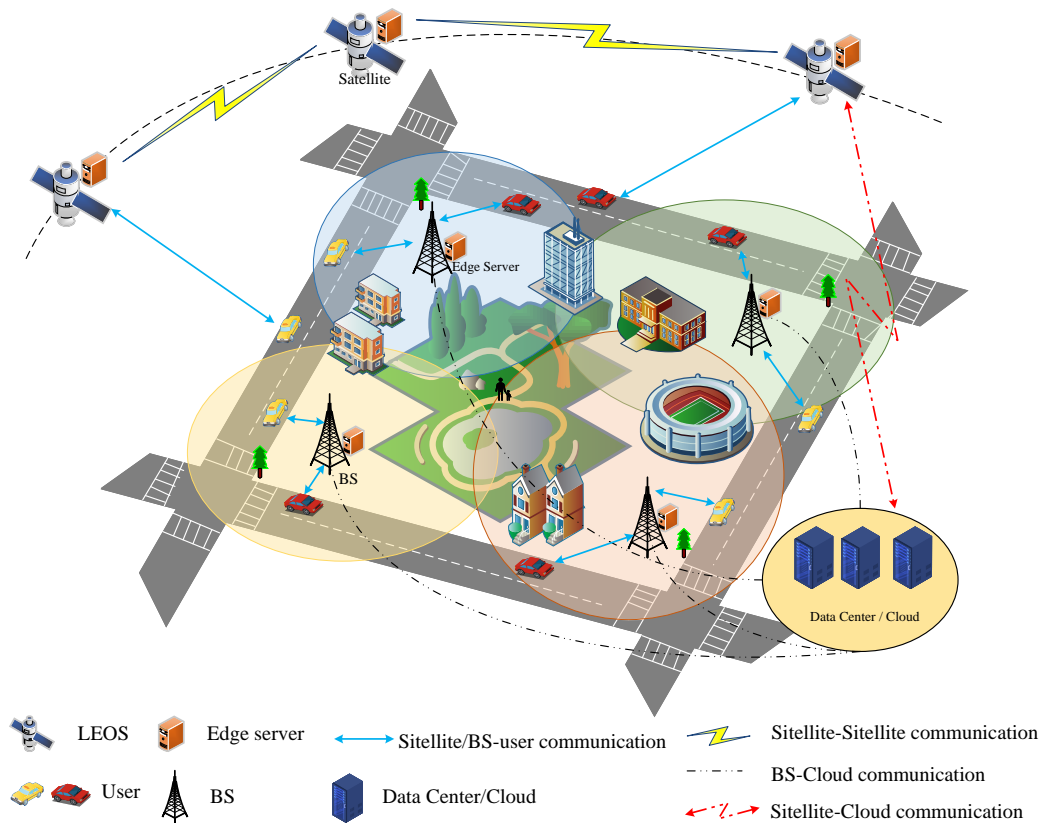 Satellite
Edge Server
BS
Data Center / Cloud
LEOS
Edge server
Sitellite/BS-user communication
Sitellite-Sitellite communication
User
BS
Data Center/Cloud
BS-Cloud communication
Sitellite-Cloud communication